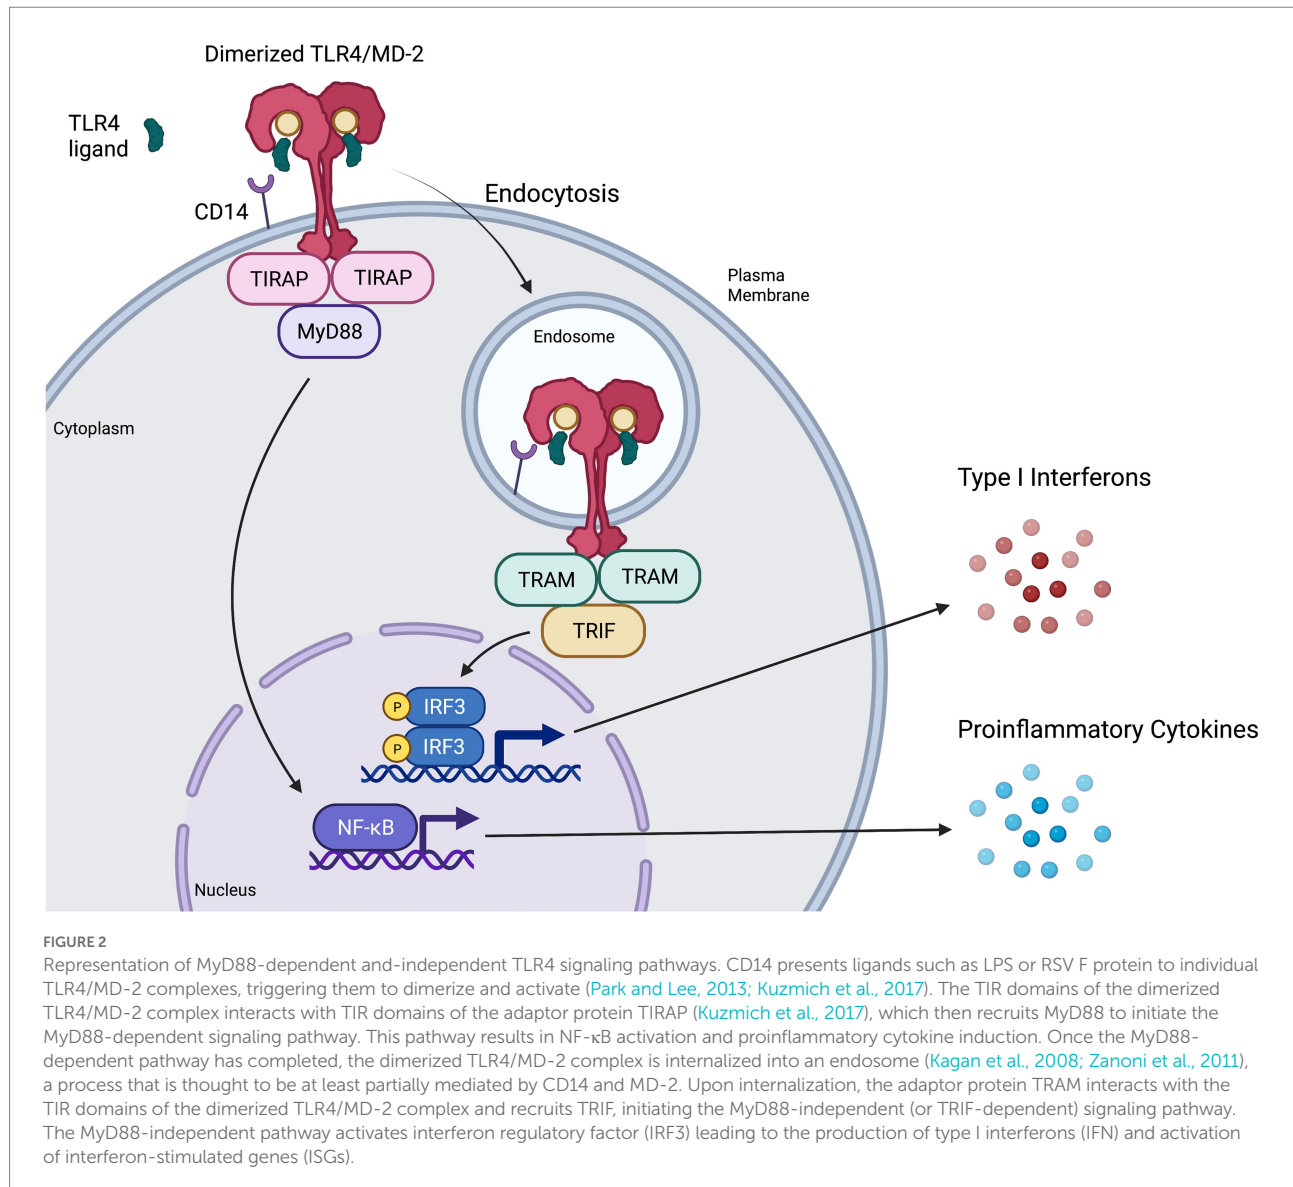 Dimerized TLR4/MD-2
TLR4
ligand
CD14
Endocytosis
TIRAP
TIRAP
MyD88
Plasma
Membrane
Endosome
Cytoplasm
TRAM
TRAM
TRIF
Type I Interferons
P
IRF3
P
IRF3
Proinflammatory Cytokines
NF-κB
Nucleus
FIGURE 2
Representation of MyD88-dependent and-independent TLR4 signaling pathways. CD14 presents ligands such as LPS or RSV F protein to individual
TLR4/MD-2 complexes, triggering them to dimerize and activate (Park and Lee, 2013; Kuzmich et al., 2017). The TIR domains of the dimerized
TLR4/MD-2 complex interacts with TIR domains of the adaptor protein TIRAP (Kuzmich et al., 2017), which then recruits MyD88 to initiate the
MyD88-dependent signaling pathway. This pathway results in NF-κB activation and proinflammatory cytokine induction. Once the MyD88-
dependent pathway has completed, the dimerized TLR4/MD-2 complex is internalized into an endosome (Kagan et al., 2008; Zanoni et al., 2011),
a process that is thought to be at least partially mediated by CD14 and MD-2. Upon internalization, the adaptor protein TRAM interacts with the
TIR domains of the dimerized TLR4/MD-2 complex and recruits TRIF, initiating the MyD88-independent (or TRIF-dependent) signaling pathway.
The MyD88-independent pathway activates interferon regulatory factor (IRF3) leading to the production of type I interferons (IFN) and activation
of interferon-stimulated genes (ISGs).